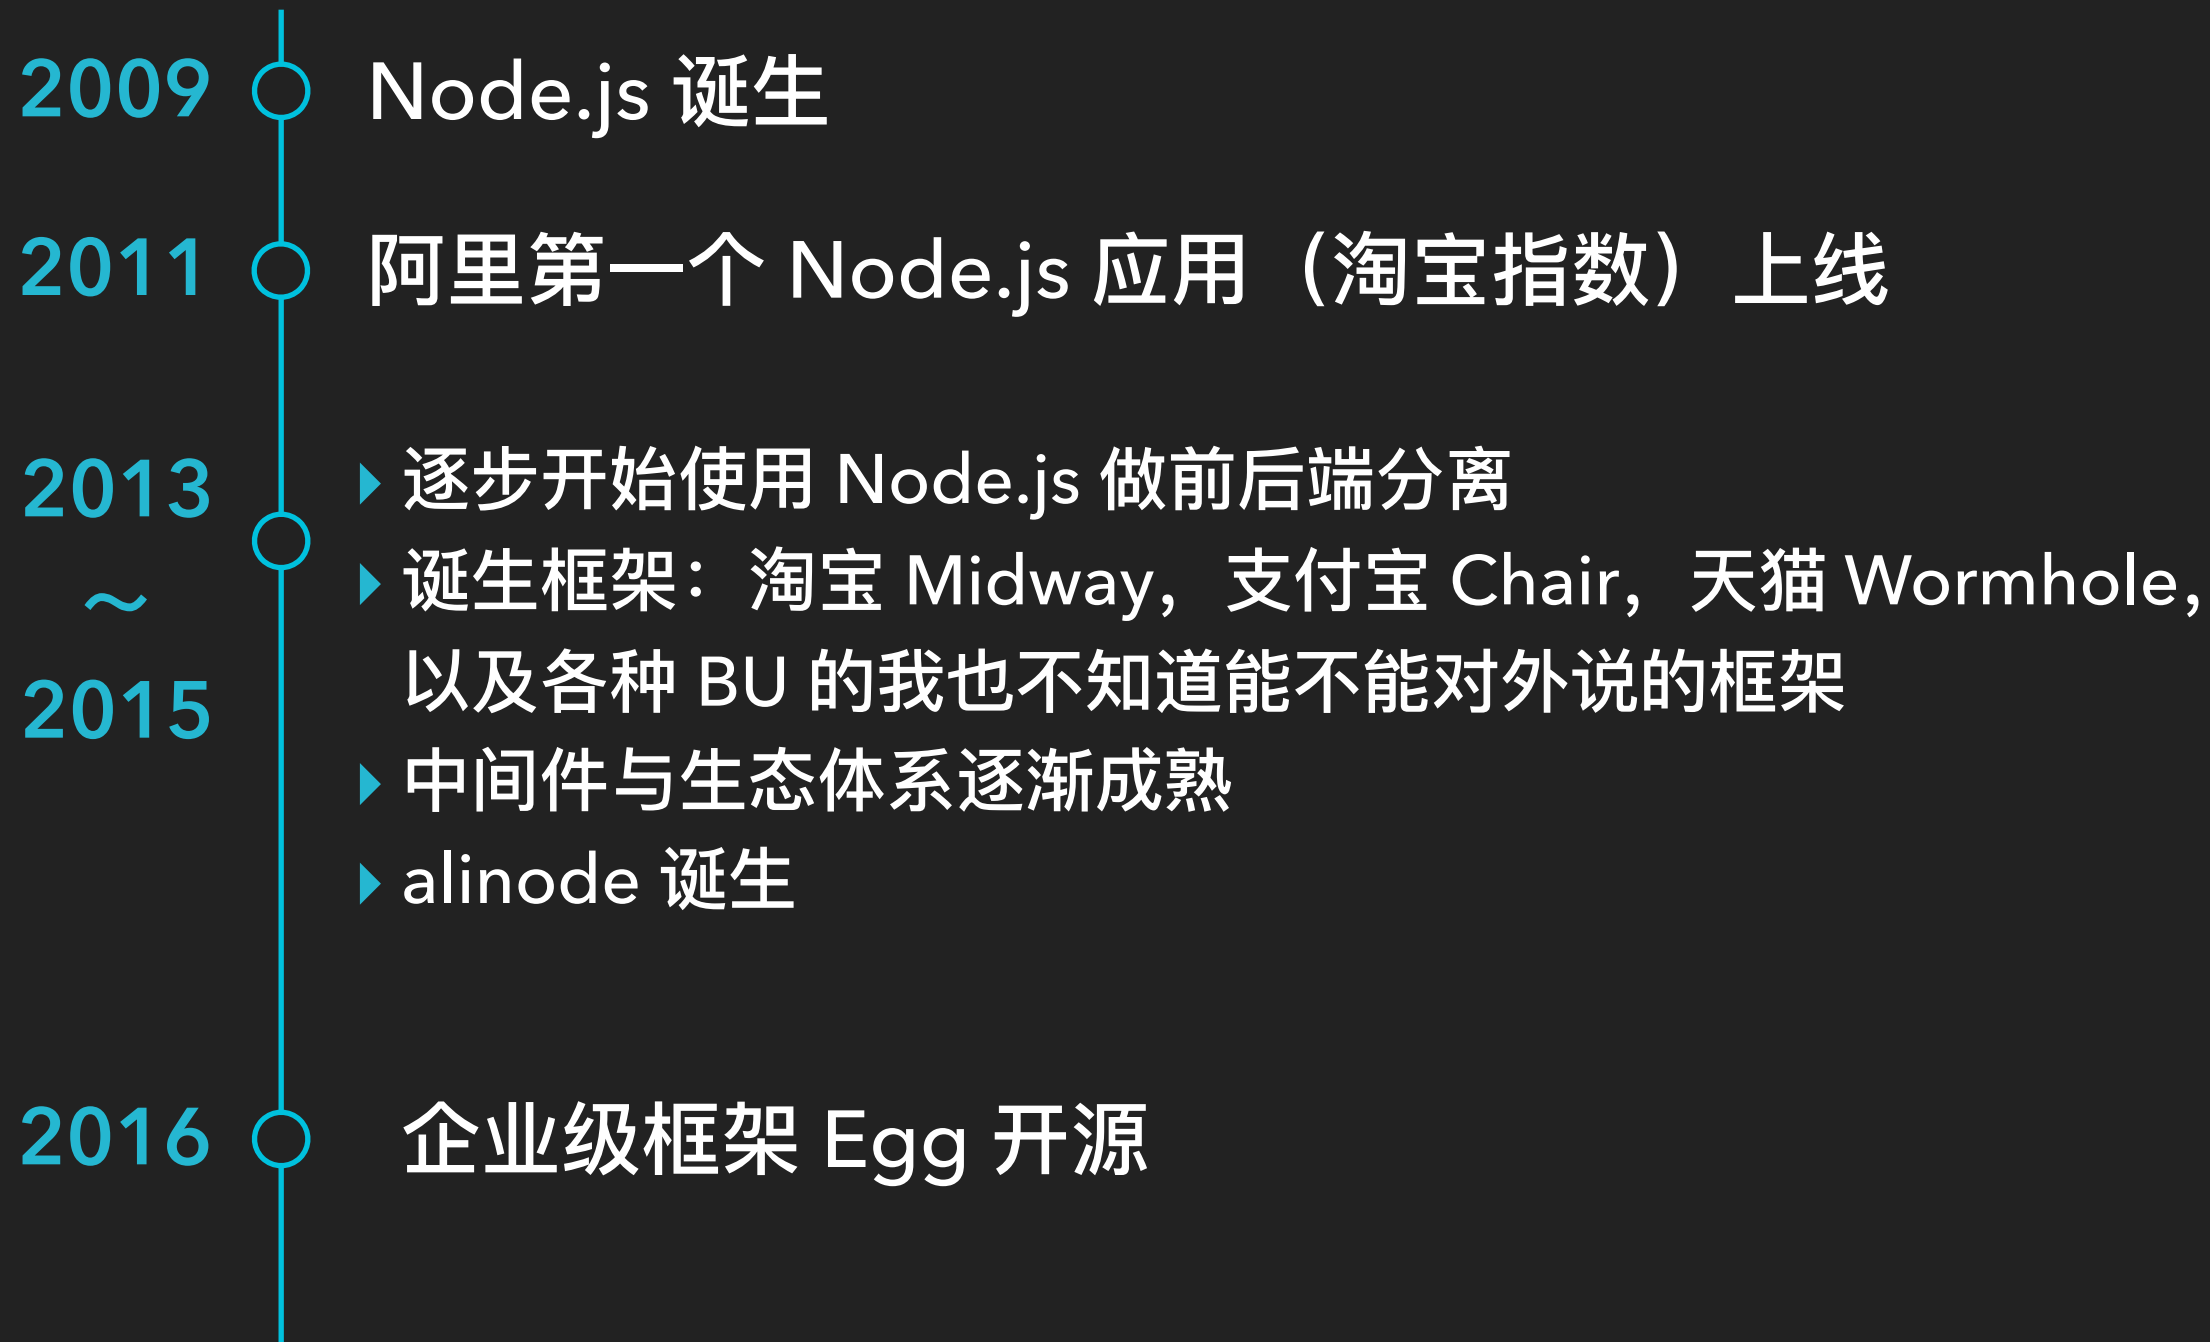 2009 Node.js 诞生
2011 阿里第一个 Node.js 应用（淘宝指数）上线
2013 ~ 2015
逐步开始使用 Node.js 做前后端分离
诞生框架：淘宝 Midway，支付宝 Chair，天猫 Wormhole，
以及各种 BU 的我也不知道能不能对外说的框架
中间件与生态体系逐渐成熟
alinode 诞生
2016 企业级框架 Egg 开源